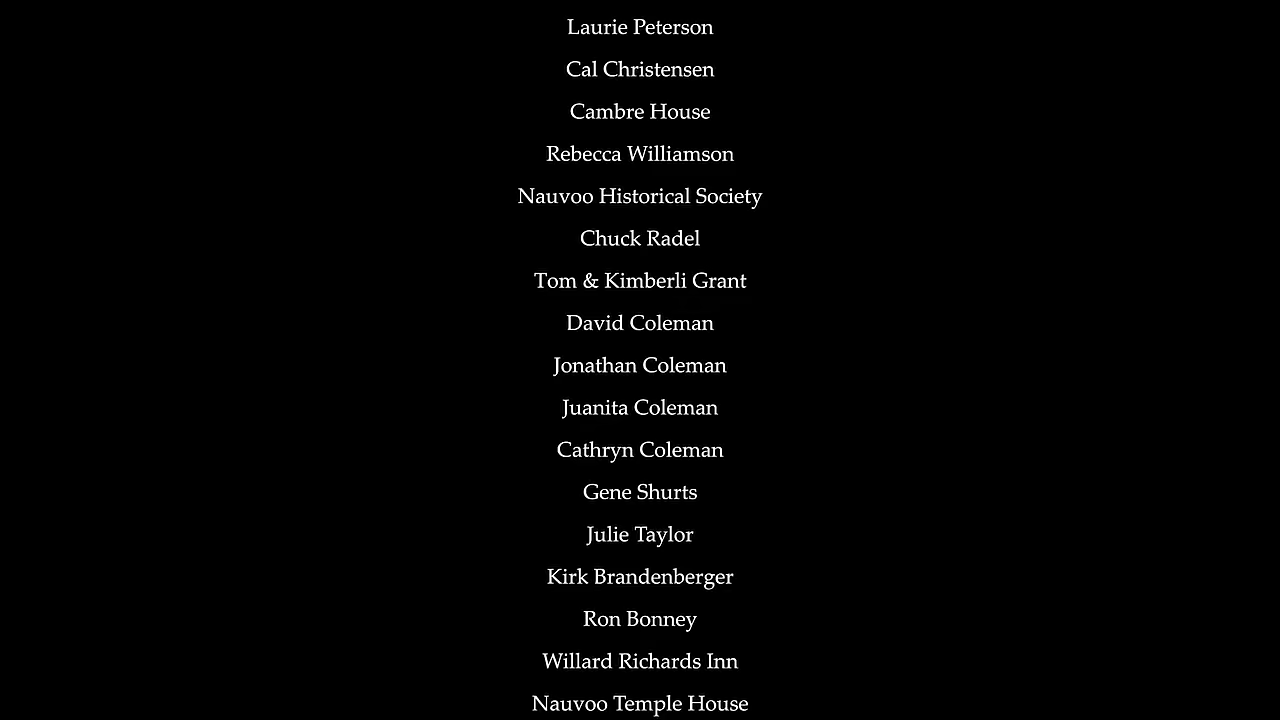 Laurie Peterson
Cal Christensen
Cambre House
Rebecca Williamson
Nauvoo Historical Society
Chuck Radel
Tom & Kimberli Grant
David Coleman
Jonathan Coleman
Juanita Coleman
Cathryn Coleman
Gene Shurts
Julie Taylor
Kirk Brandenberger
Ron Bonney
Willard Richards Inn
Nauvoo Temple House